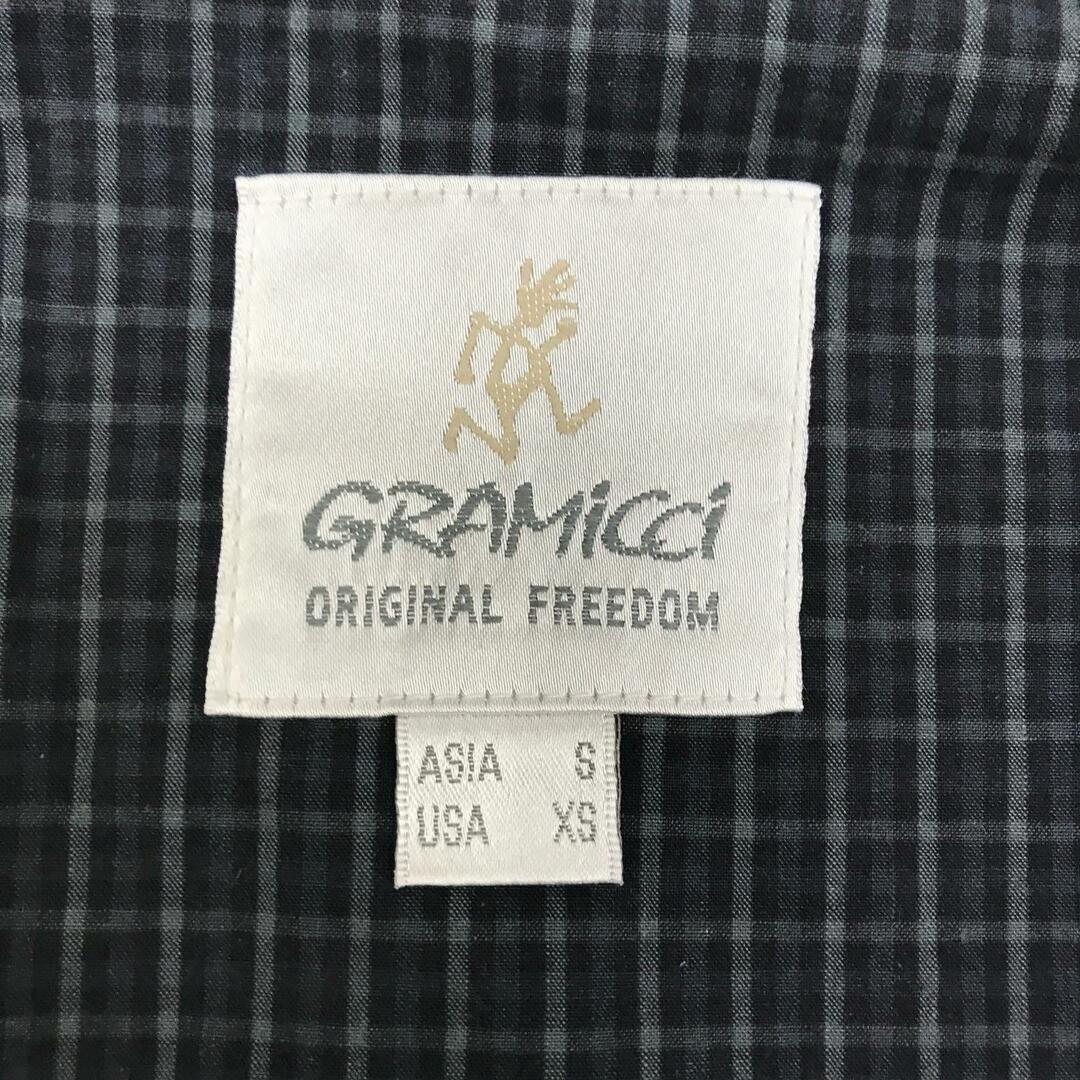 GRAMiCCi
ORIGINAL FREEDOM
ASIA S
USA XS